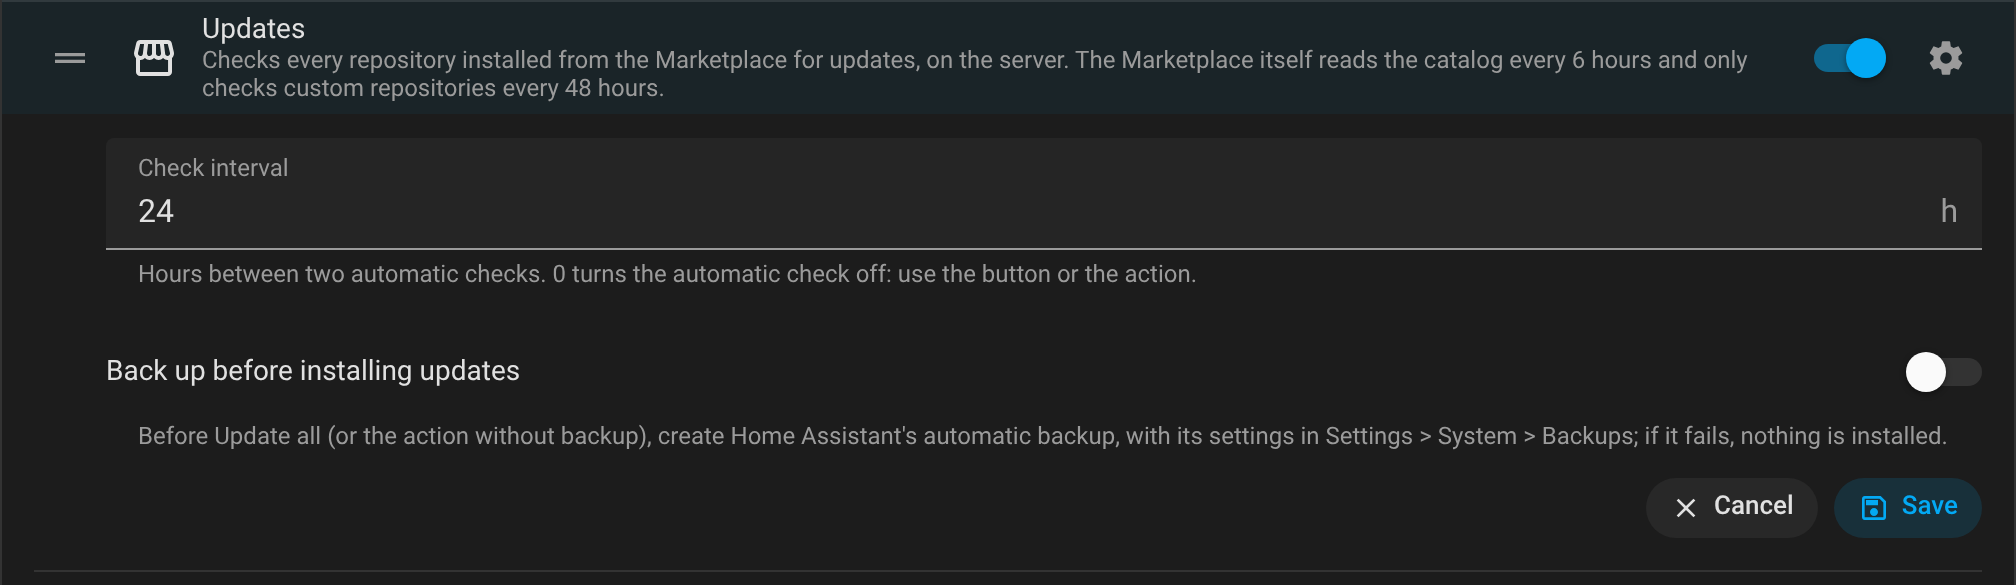 Updates
Checks every repository installed from the Marketplace for updates, on the server. The Marketplace itself reads the catalog every 6 hours and only
checks custom repositories every 48 hours.
Check interval
24
h
Hours between two automatic checks. 0 turns the automatic check off: use the button or the action.
Back up before installing updates
Before Update all (or the action without backup), create Home Assistant's automatic backup, with its settings in Settings > System > Backups; if it fails, nothing is installed.
Cancel
Save